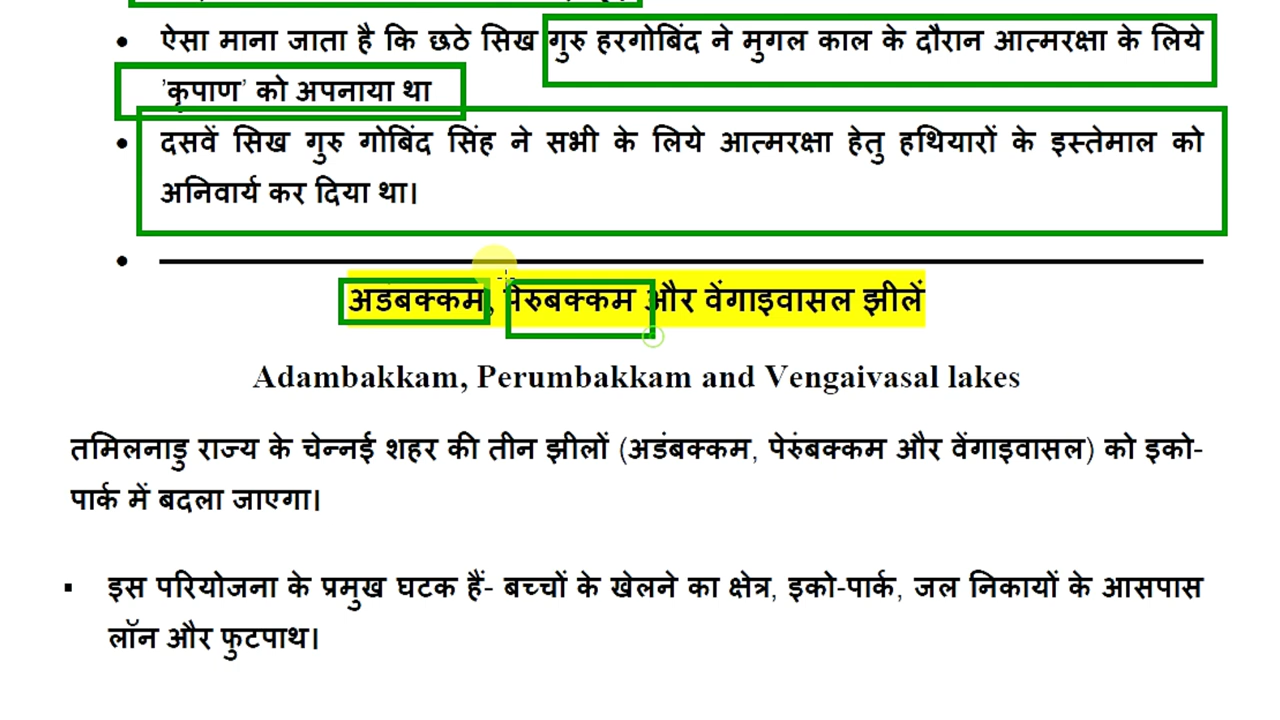 • ऐसा माना जाता है कि छठे सिख गुरु हरगोबिंद ने मुगल काल के दौरान आत्मरक्षा के लिये
'कृपाण' को अपनाया था
• दसवें सिख गुरु गोबिंद सिंह ने सभी के लिये आत्मरक्षा हेतु हथियारों के इस्तेमाल को
अनिवार्य कर दिया था।
अडंबक्कम, पेरुबक्कम और वेंगाइवासल झीलें
Adambakkam, Perumbakkam and Vengaivasal lakes
तमिलनाडु राज्य के चेन्नई शहर की तीन झीलों (अडंबक्कम, पेरुंबक्कम और वेंगाइवासल) को इको-
पार्क में बदला जाएगा।
▪ इस परियोजना के प्रमुख घटक हैं- बच्चों के खेलने का क्षेत्र, इको-पार्क, जल निकायों के आसपास
लॉन और फुटपाथ।